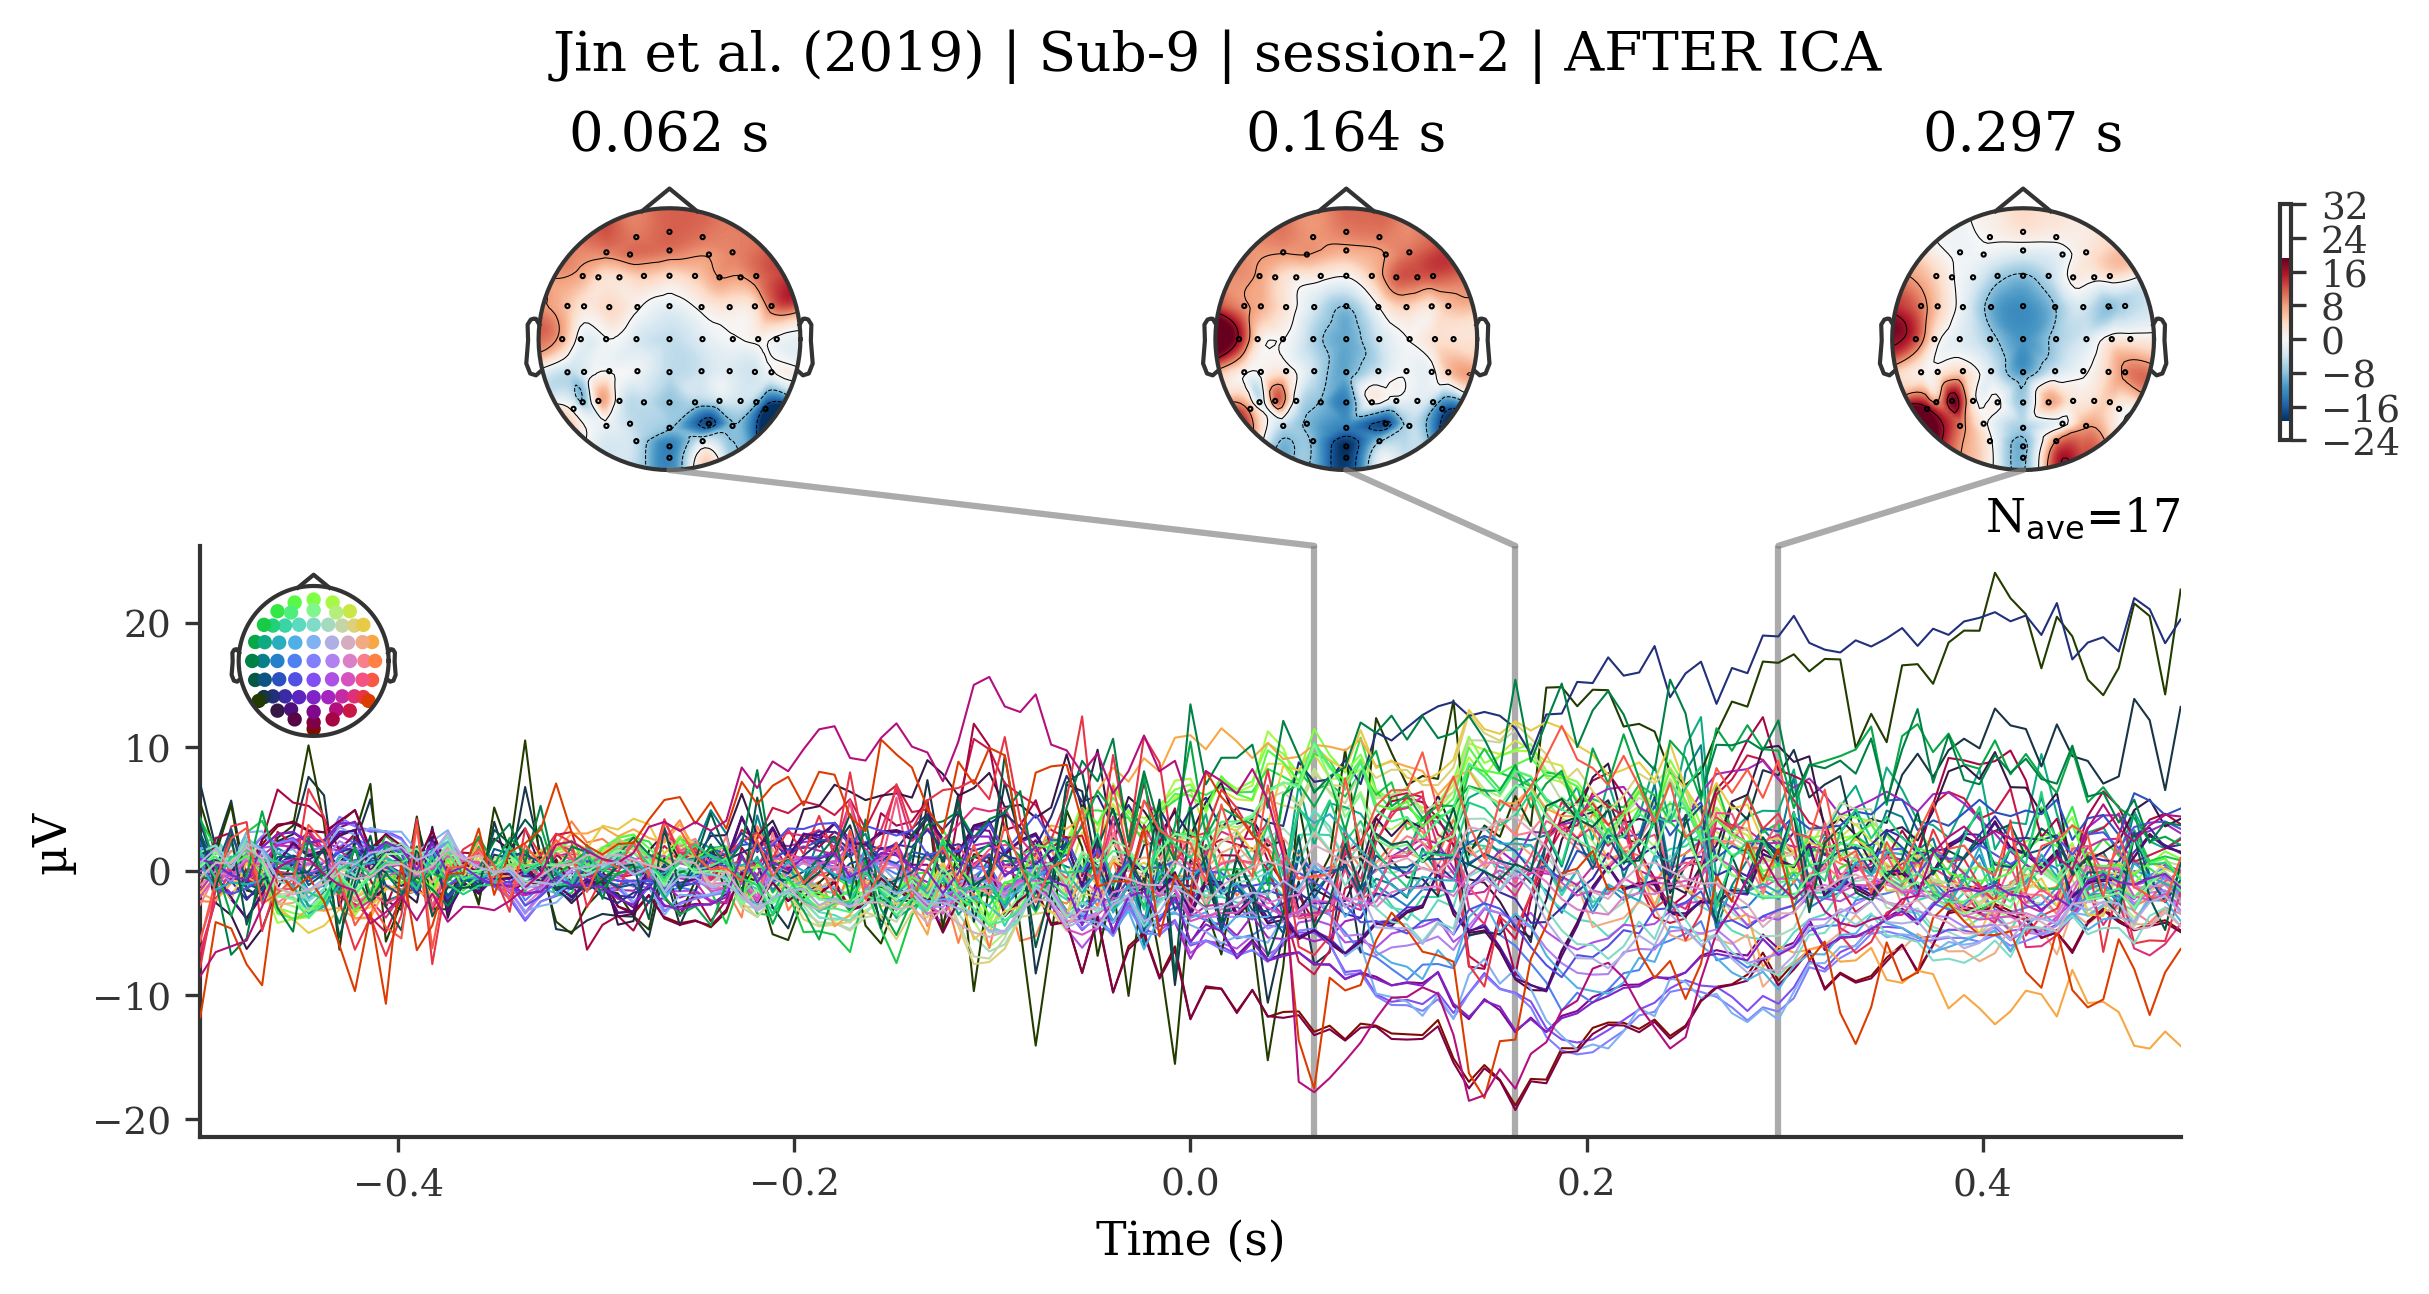 Jin et al. (2019) | Sub-9 | session-2 | AFTER ICA
0.062 s
0.164 s
0.297 s
32
24
16
8
0
−8
−16
−24
Nave=17
20
10
0
−10
−20
µV
−0.4
−0.2
0.0
0.2
0.4
Time (s)